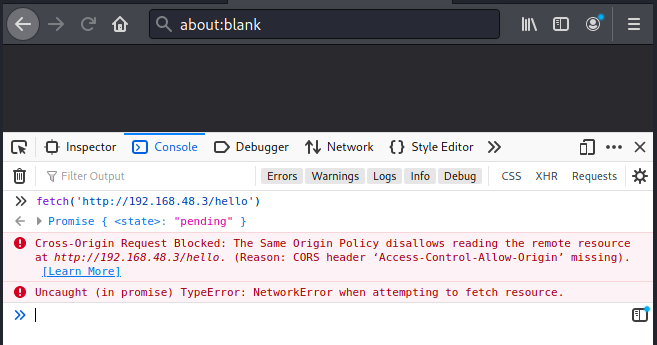 about:blank
Inspector Console Debugger Network Style Editor
Filter Output Errors Warnings Logs Info Debug CSS XHR Requests
fetch('http://192.168.48.3/hello')
Promise { <state>: "pending" }
Cross-Origin Request Blocked: The Same Origin Policy disallows reading the remote resource
at http://192.168.48.3/hello. (Reason: CORS header ‘Access-Control-Allow-Origin’ missing).
[Learn More]
Uncaught (in promise) TypeError: NetworkError when attempting to fetch resource.